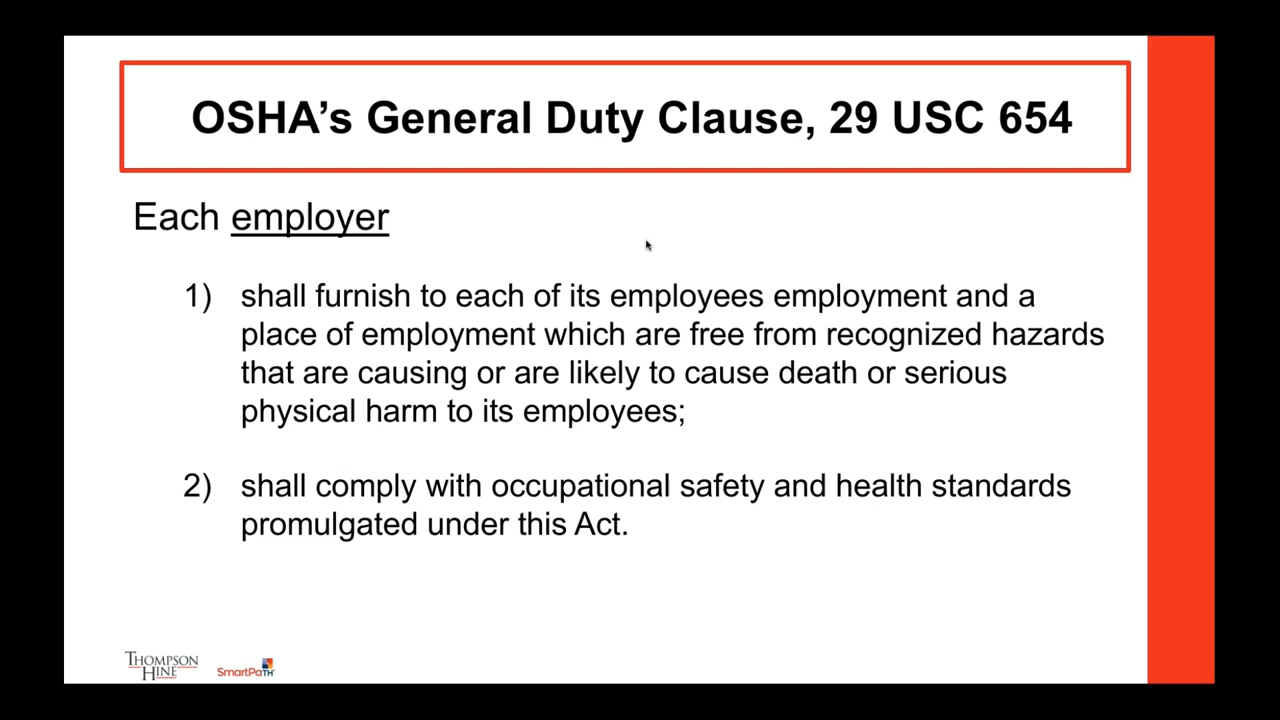 OSHA’s General Duty Clause, 29 USC 654
Each employer
1) shall furnish to each of its employees employment and a
place of employment which are free from recognized hazards
that are causing or are likely to cause death or serious
physical harm to its employees;
2) shall comply with occupational safety and health standards
promulgated under this Act.
THOMPSON
HINE
SmartPaTH